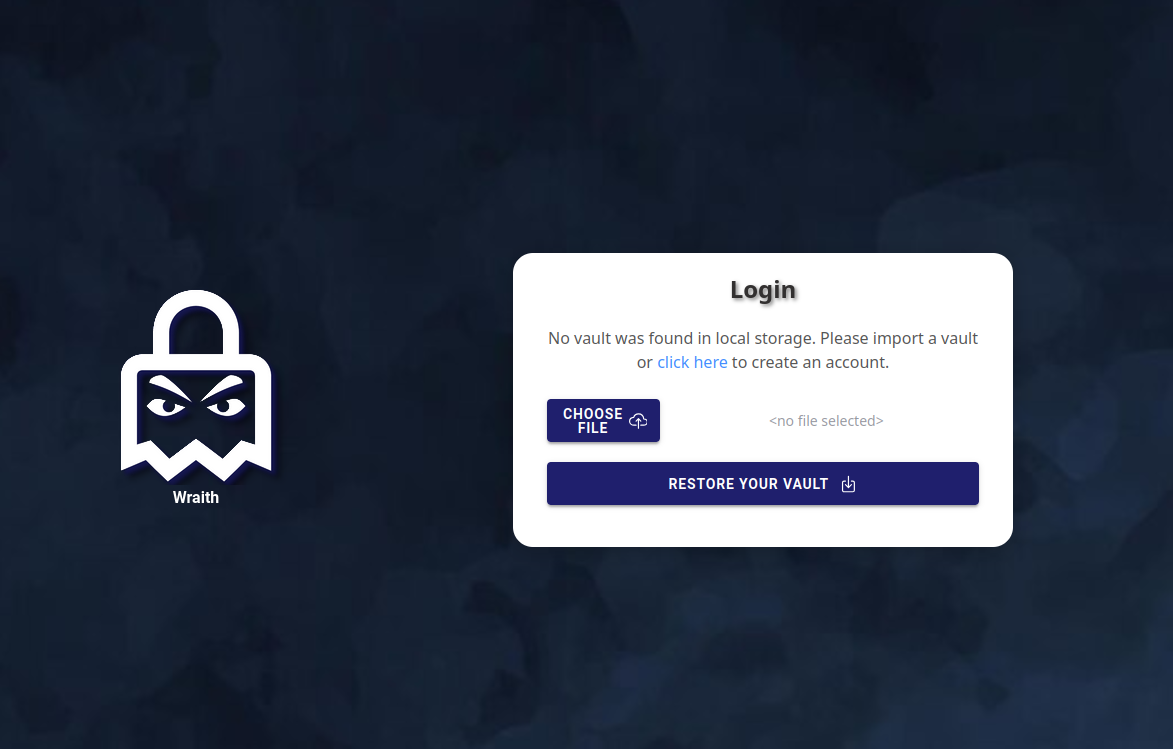 Wraith
Login
No vault was found in local storage. Please import a vault
or click here to create an account.
CHOOSE
FILE
<no file selected>
RESTORE YOUR VAULT